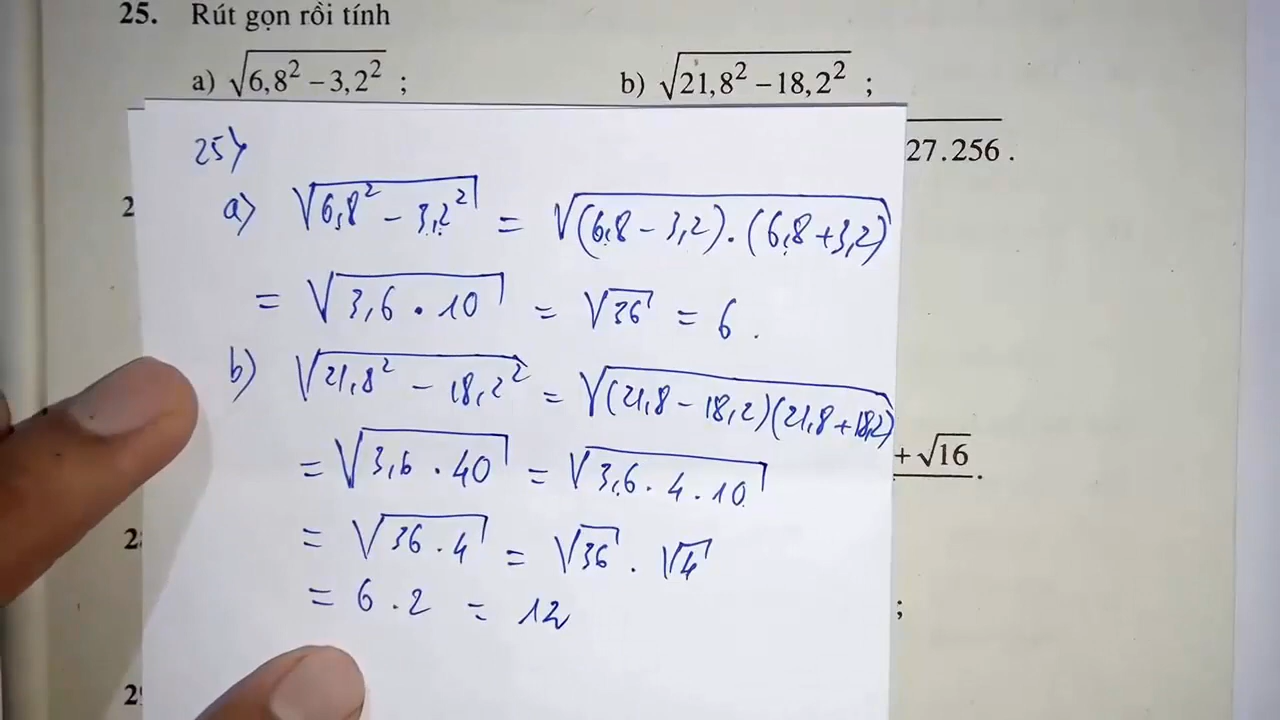 25. Rút gọn rồi tính
a) √(6,8² – 3,2²) ; b) √(21,8² – 18,2²) ;
27.256 .
25)
a) √(6,8² – 3,2²) = √((6,8 – 3,2).(6,8 + 3,2))
= √(3,6 . 10) = √36 = 6 .
b) √(21,8² – 18,2²) = √((21,8 – 18,2)(21,8 + 18,2))
= √(3,6 . 40) = √(3,6 . 4 . 10)
+ √16 .
= √(36 . 4) = √36 . √4
= 6 . 2 = 12
;